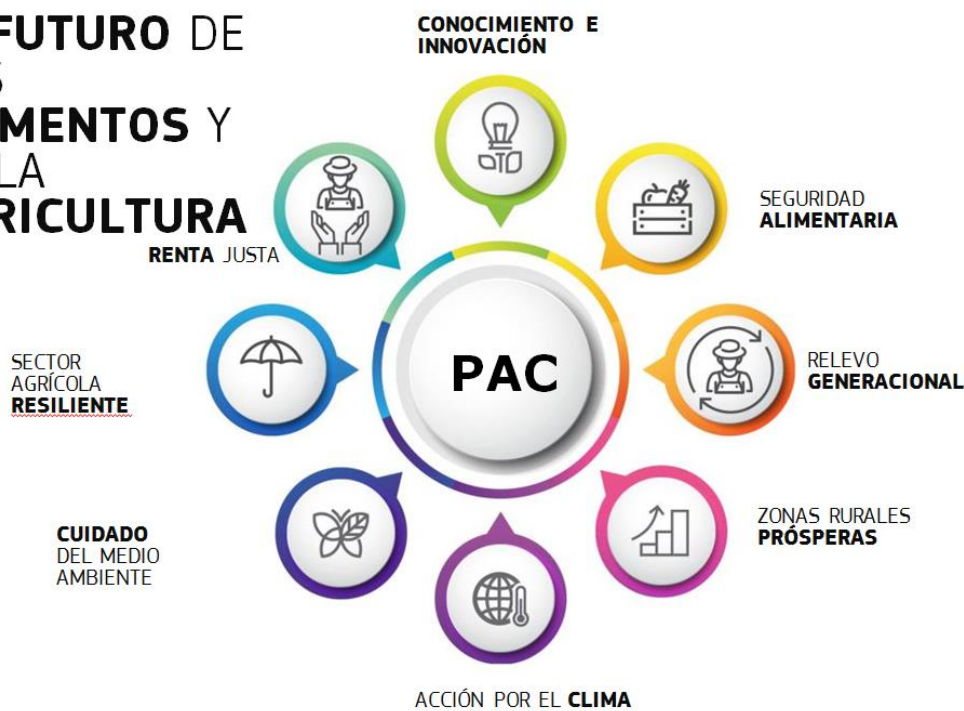 FUTURO DE
S
MENTOS Y
LA
RICULTURA
CONOCIMIENTO E
INNOVACIÓN
SEGURIDAD
ALIMENTARIA
RELEVO
GENERACIONAL
ZONAS RURALES
PRÓSPERAS
ACCIÓN POR EL CLIMA
CUIDADO
DEL MEDIO
AMBIENTE
SECTOR
AGRÍCOLA
RESILIENTE
RENTA JUSTA
PAC